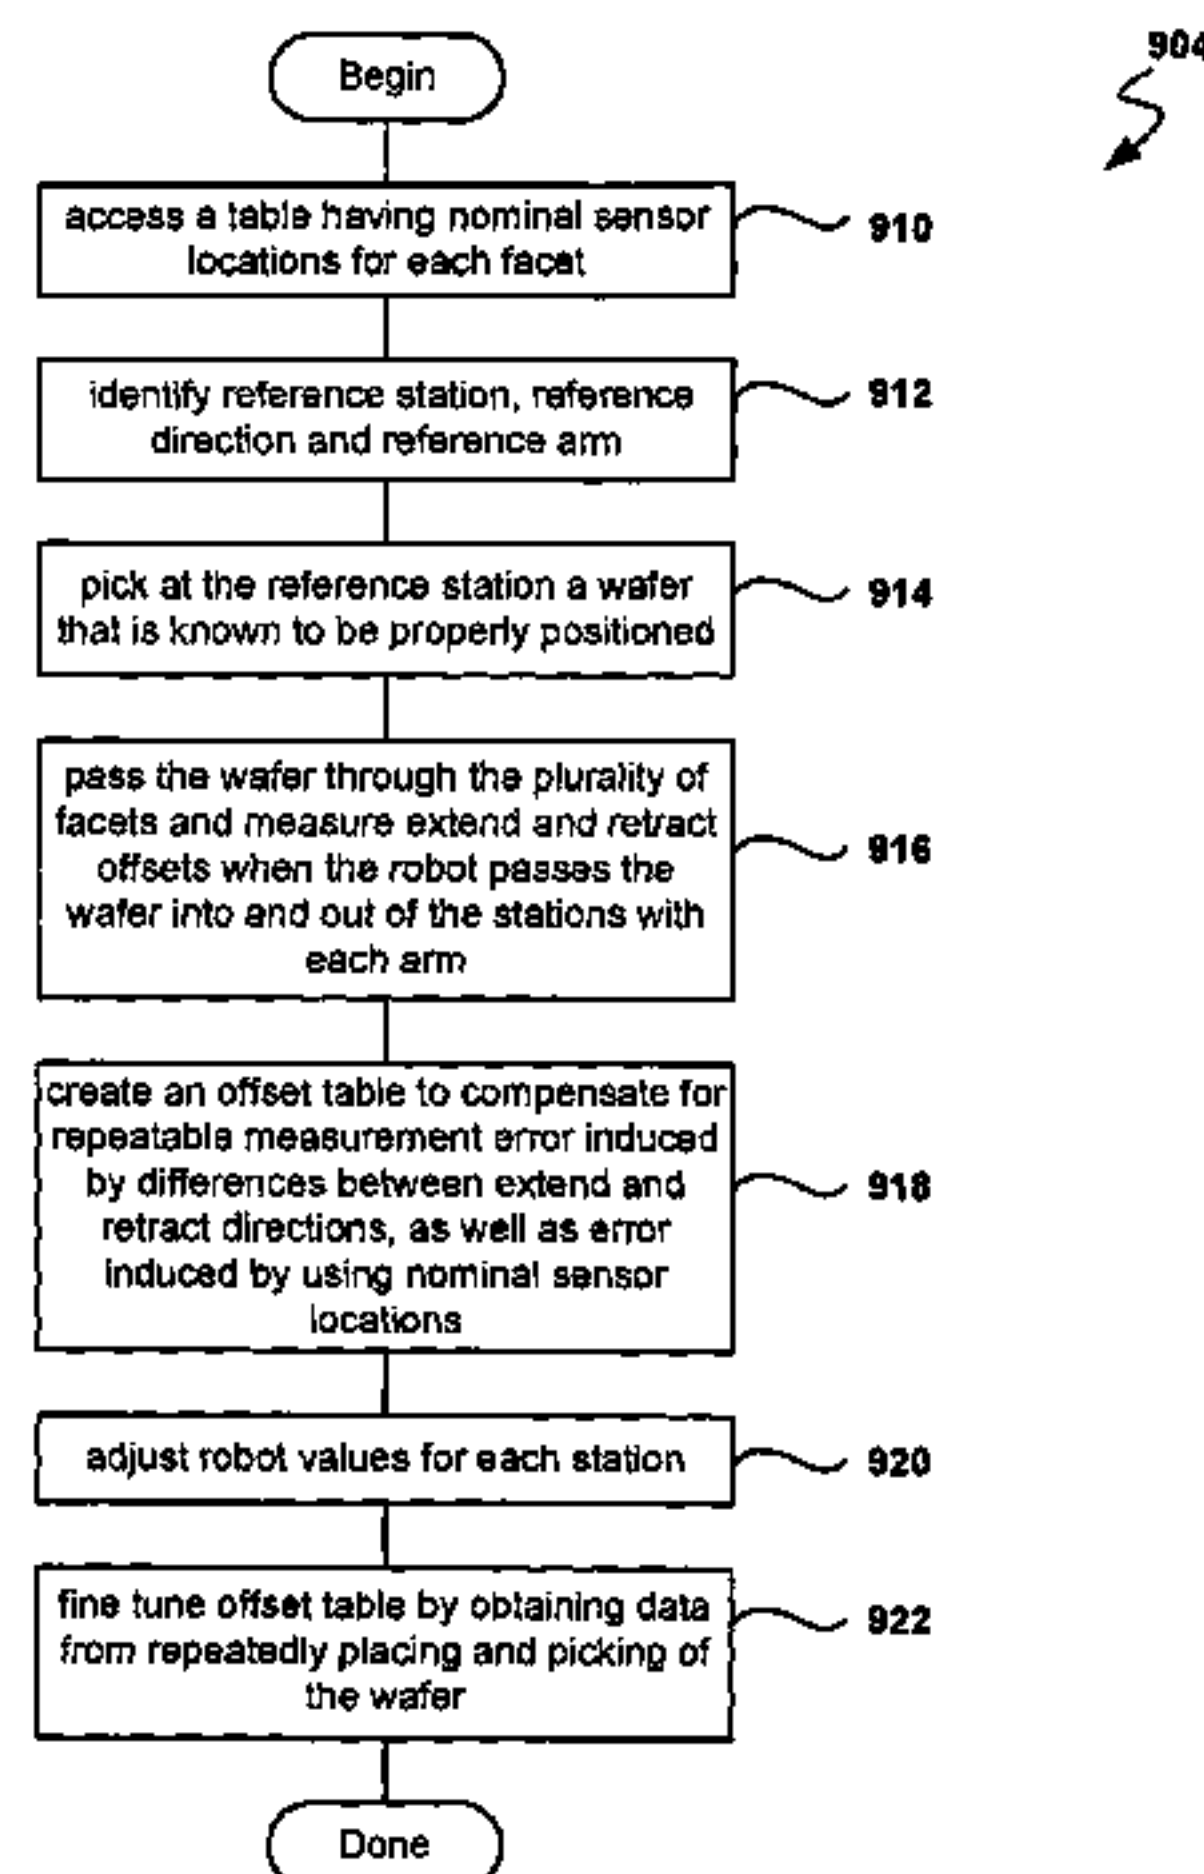 Begin
904
access a table having nominal sensor
locations for each facet
910
identify reference station, reference
direction and reference arm
912
pick at the reference station a wafer
that is known to be properly positioned
914
pass the wafer through the plurality of
facets and measure extend and retract
offsets when the robot passes the
wafer into and out of the stations with
each arm
916
create an offset table to compensate for
repeatable measurement error induced
by differences between extend and
retract directions, as well as error
induced by using nominal sensor
locations
918
adjust robot values for each station
920
fine tune offset table by obtaining data
from repeatedly placing and picking of
the wafer
922
Done